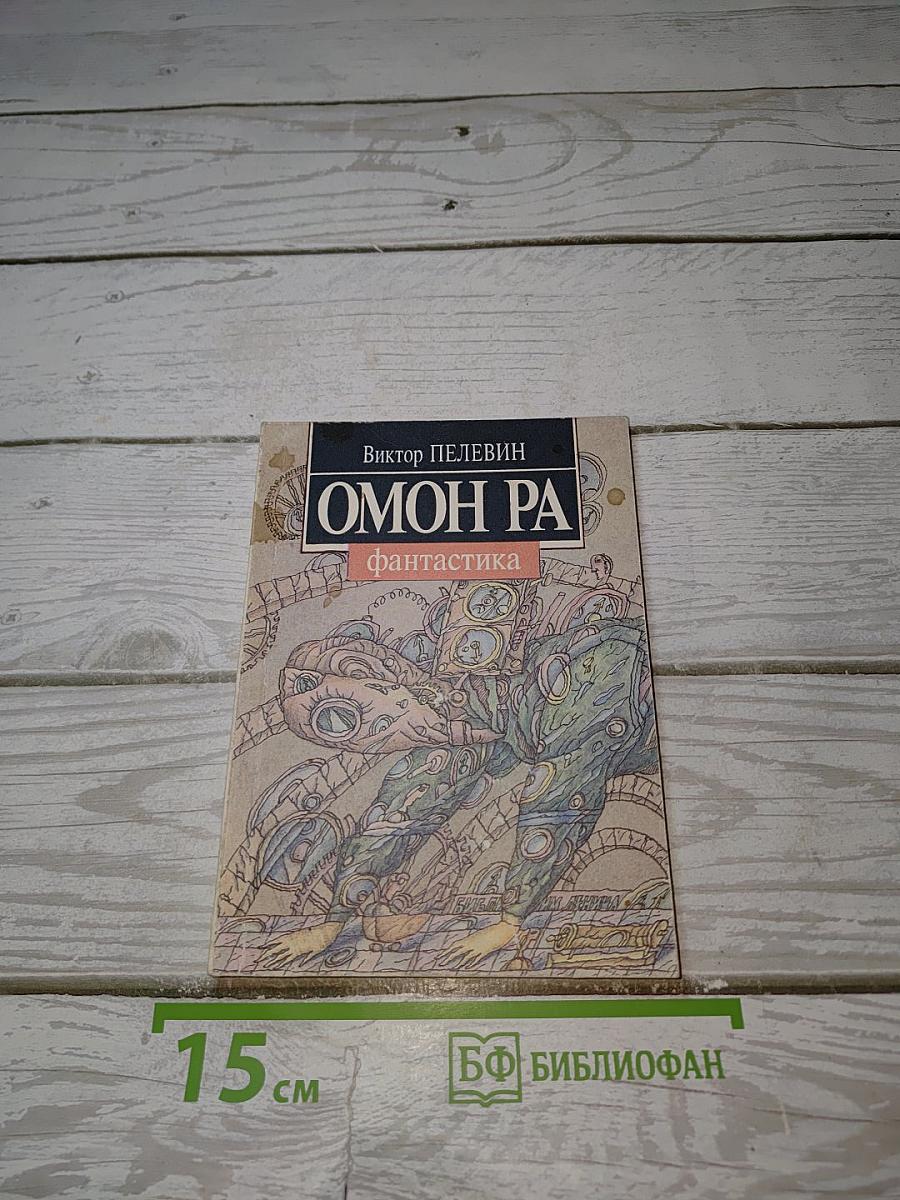 Виктор ПЕЛЕВИН
ОМОН РА
фантастика
15 см
БФ БИБЛИОФАН